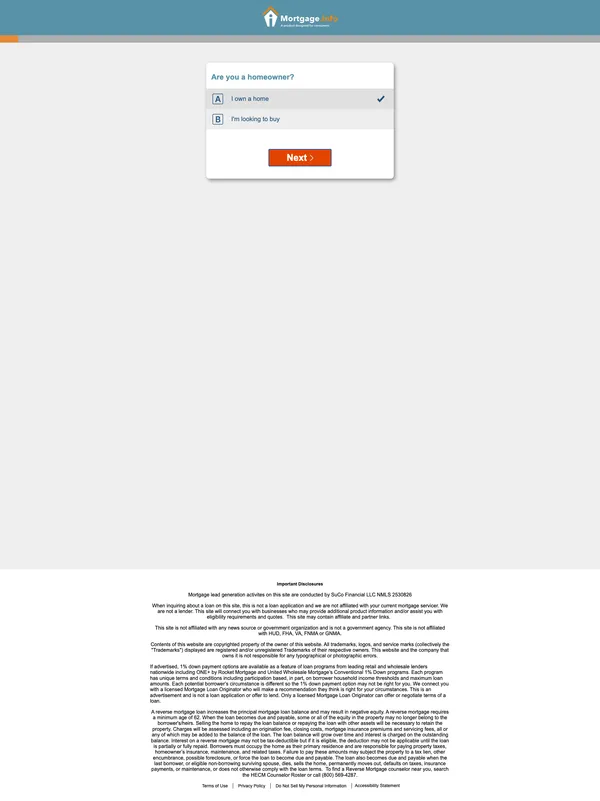 Mortgage.Info
Are you a homeowner?
A I own a home
B I'm looking to buy
Next
Important Disclosures
Mortgage lead generation activites on this site are conducted by SuCo Financial LLC NMLS 2530826
When inquiring about a loan on this site, this is not a loan application and we are not affiliated with your current mortgage servicer. We
are not a lender. This site will connect you with businesses who may provide additional product information and/or assist you with
eligibility requirements and quotes. This site may contain affiliate and partner links.
This site is not affiliated with any news source or government organization and is not a government agency. This site is not affiliated
with HUD, FHA, VA, FNMA or GNMA.
Contents of this website are copyrighted property of the owner of this website. All trademarks, logos, and service marks (collectively the
"Trademarks") displayed are registered and/or unregistered Trademarks of their respective owners. This website and the company that
owns it is not responsible for any typographical or photographic errors.
If advertised, 1% down payment options are available as a feature of loan programs from leading retail and wholesale lenders
nationwide including ONE+ by Rocket Mortgage and United Wholesale Mortgage's Conventional 1% Down programs. Each program
has unique terms and conditions including participation based, in part, on borrower household income thresholds and maximum loan
amounts. Each potential borrower's circumstance is different so the 1% down payment option may not be right for you. We connect you
with a licensed Mortgage Loan Originator who will make a recommendation they think is right for your circumstances. This is an
advertisement and is not a loan application or offer to lend. Only a licensed Mortgage Loan Originator can offer or negotiate terms of a
loan.
A reverse mortgage loan increases the principal mortgage loan balance and may result in negative equity. A reverse mortgage requires
a minimum age of 62. When the loan becomes due and payable, some or all of the equity in the property may no longer belong to the
borrower/heirs. Selling the home to repay the loan balance or repaying the loan with other assets will be necessary to retain the
property. Charges will be assessed including an origination fee, closing costs, mortgage insurance premiums and servicing fees, all or
any of which may be added to the balance of the loan. The loan balance will grow over time and interest is charged on the outstanding
balance. Interest on a reverse mortgage may not be tax-deductible but if it is eligible, the deduction may not be applicable until the loan
is partially or fully repaid. Borrowers must occupy the home as their primary residence and are responsible for paying property taxes,
homeowner's insurance, maintenance, and related taxes. Failure to pay these amounts may subject the property to a tax lien, other
encumbrance, possible foreclosure, or force the loan to become due and payable. The loan also becomes due and payable when the
last borrower, or eligible non-borrowing surviving spouse, dies, sells the home, permanently moves out, defaults on taxes, insurance
payments, or maintenance, or does not otherwise comply with the loan terms. To find a Reverse Mortgage counselor near you, search
the HECM Counselor Roster or call (800) 569-4287.
Terms of Use | Privacy Policy | Do Not Sell My Personal Information | Accessibility Statement